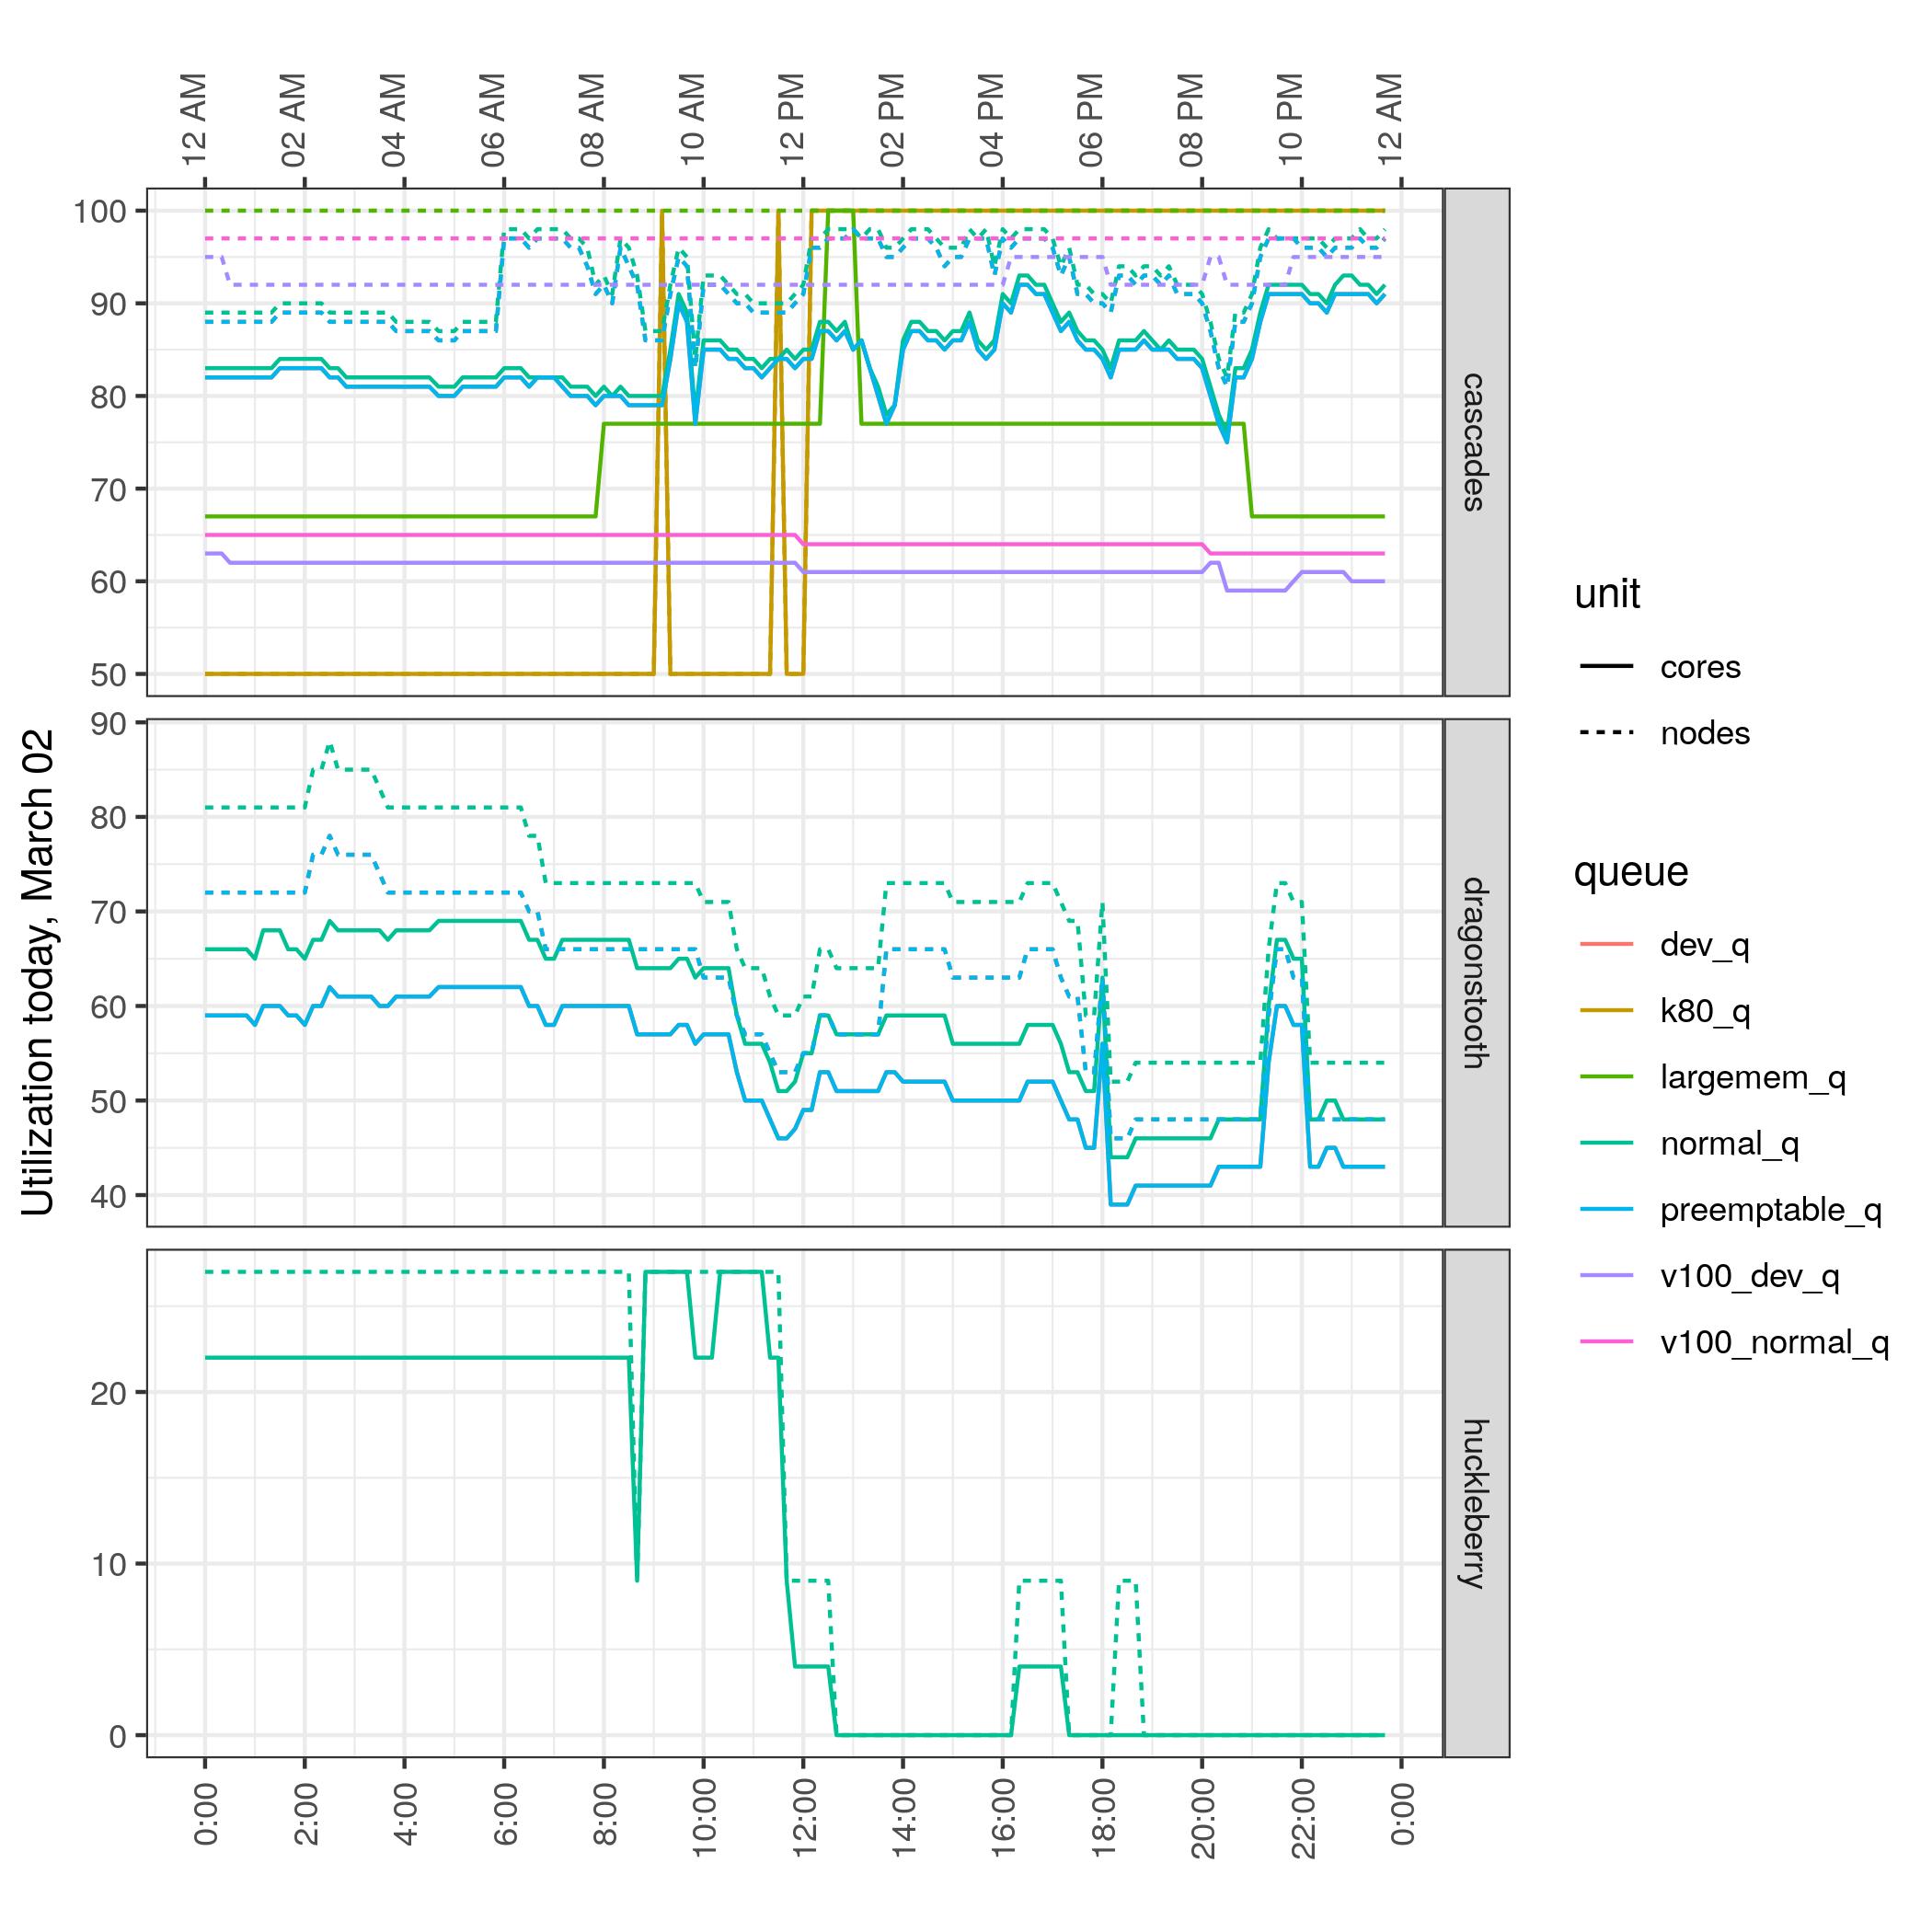 12 AM
02 AM
04 AM
06 AM
08 AM
10 AM
12 PM
02 PM
04 PM
06 PM
08 PM
10 PM
12 AM
Utilization today, March 02
100
90
80
70
60
50
cascades
90
80
70
60
50
40
dragonstooth
20
10
0
huckleberry
0:00
2:00
4:00
6:00
8:00
10:00
12:00
14:00
16:00
18:00
20:00
22:00
0:00
unit
cores
nodes
queue
dev_q
k80_q
largemem_q
normal_q
preemptable_q
v100_dev_q
v100_normal_q